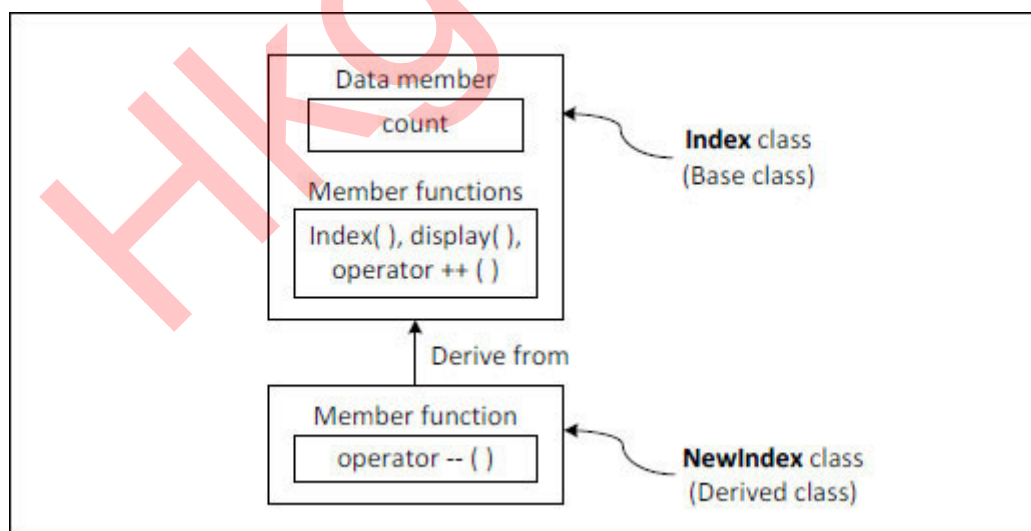 Data member
count
Index class
(Base class)
Member functions
Index( ), display( ),
operator ++ ( )
Derive from
Member function
operator -- ( )
NewIndex class
(Derived class)
Hkg